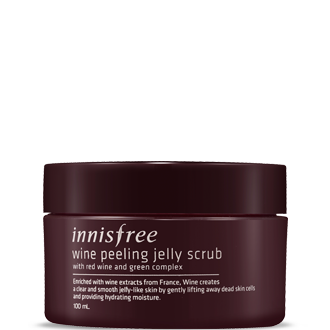 innisfree
wine peeling jelly scrub
with red wine and green complex
Enriched with wine extracts from France, Wine creates
a clear and smooth jelly-like skin by gently lifting away dead skin cells
and providing hydrating moisture.
100 mL